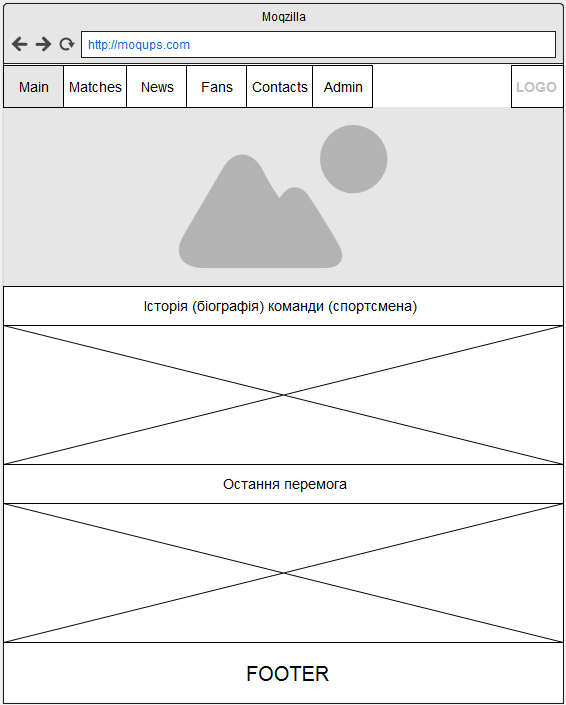 Moqzilla
http://moqups.com
Main Matches News Fans Contacts Admin LOGO
Історія (біографія) команди (спортсмена)
Остання перемога
FOOTER